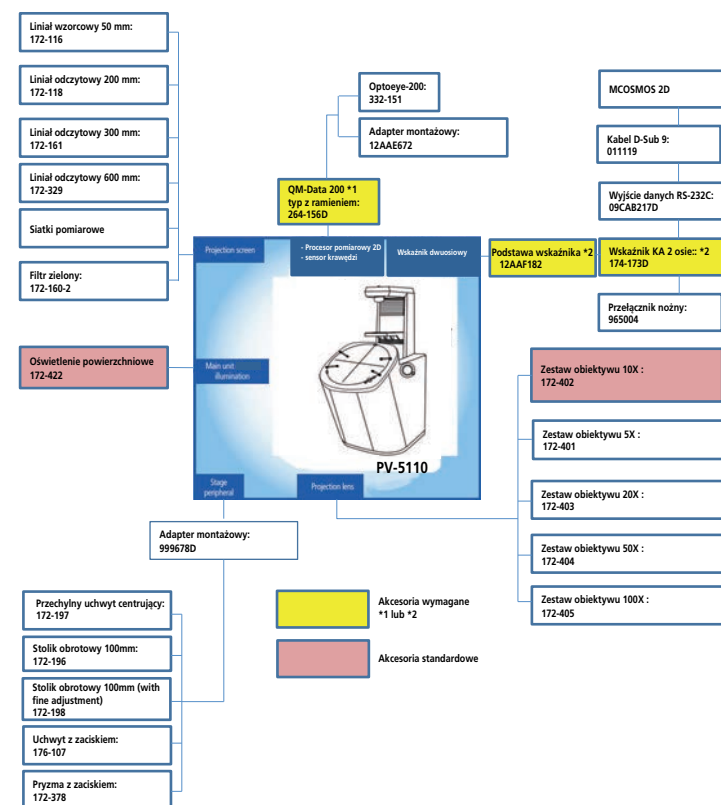 Liniał wzorcowy 50 mm:
172-116
Liniał odczytowy 200 mm:
172-118
Liniał odczytowy 300 mm:
172-161
Liniał odczytowy 600 mm:
172-329
Siatki pomiarowe
Filtr zielony:
172-160-2
Oświetlenie powierzchniowe
172-422
Optoeye-200:
332-151
Adapter montażowy:
12AAE672
QM-Data 200 *1
typ z ramieniem:
264-156D
Projection screen
- Procesor pomiarowy 2D
- sensor krawędzi
Wskaźnik dwuosiowy
Main unit
illumination
PV-5110
Stage
peripheral
Projection lens
Podstawa wskaźnika *2
12AAF182
MCOSMOS 2D
Kabel D-Sub 9:
011119
Wyjście danych RS-232C:
09CAB217D
Wskaźnik KA 2 osie:: *2
174-173D
Przełącznik nożny:
965004
Zestaw obiektywu 10X :
172-402
Zestaw obiektywu 5X :
172-401
Zestaw obiektywu 20X :
172-403
Zestaw obiektywu 50X :
172-404
Zestaw obiektywu 100X :
172-405
Adapter montażowy:
999678D
Przechylny uchwyt centrujący:
172-197
Stolik obrotowy 100mm:
172-196
Stolik obrotowy 100mm (with
fine adjustment)
172-198
Uchwyt z zaciskiem:
176-107
Pryzma z zaciskiem:
172-378
Akcesoria wymagane
*1 lub *2
Akcesoria standardowe